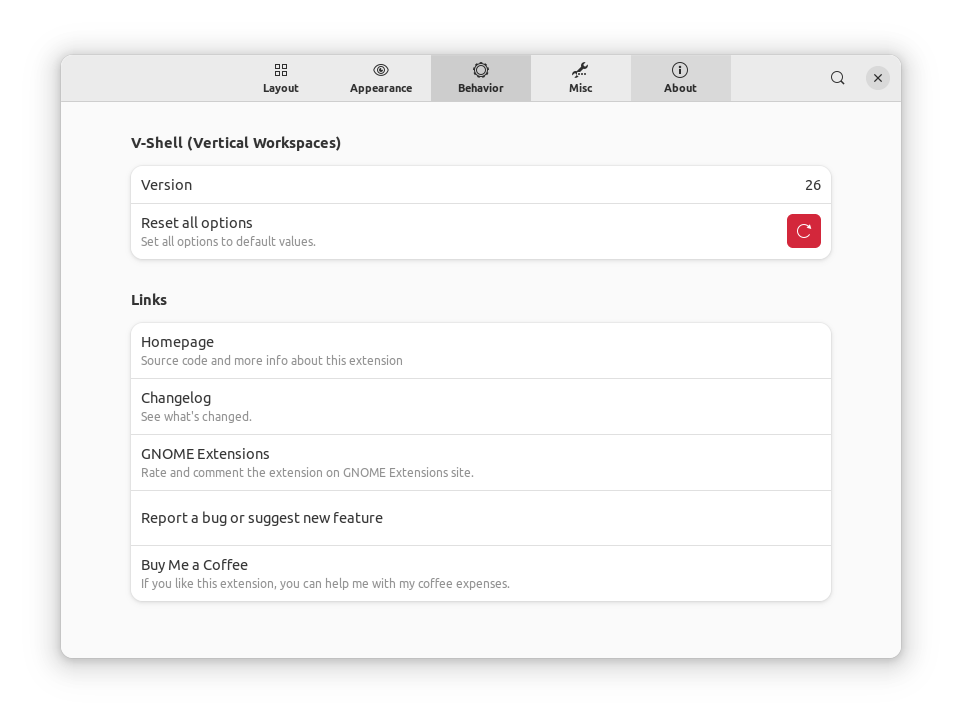 Layout
Appearance
Behavior
Misc
About
V-Shell (Vertical Workspaces)
Version
26
Reset all options
Set all options to default values.
Links
Homepage
Source code and more info about this extension
Changelog
See what's changed.
GNOME Extensions
Rate and comment the extension on GNOME Extensions site.
Report a bug or suggest new feature
Buy Me a Coffee
If you like this extension, you can help me with my coffee expenses.